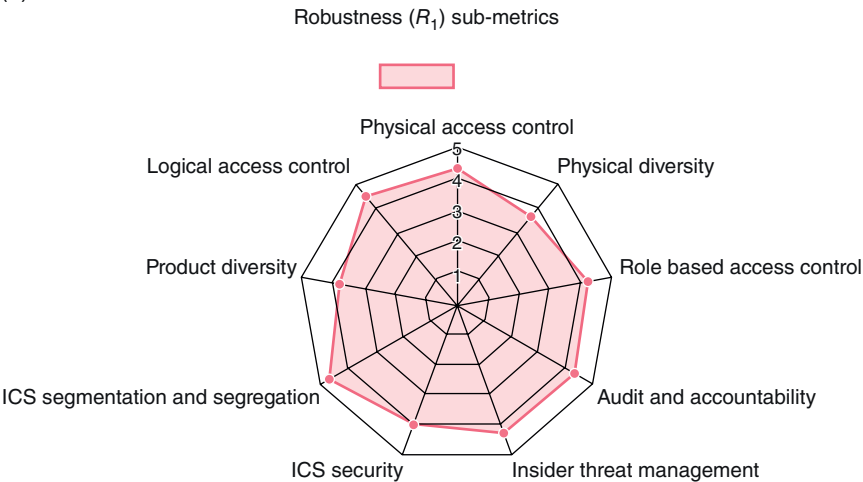 Robustness (R1) sub-metrics
Physical access control
Logical access control
Physical diversity
5
4
3
2
1
Product diversity
Role based access control
ICS segmentation and segregation
Audit and accountability
ICS security
Insider threat management